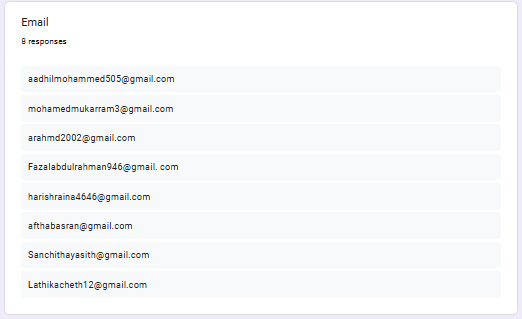 Email
8 responses
aadhilmohammed505@gmail.com
mohamedmukarram3@gmail.com
arahmd2002@gmail.com
Fazalabdulrahman946@gmail. com
harishraina4646@gmail.com
afthabasran@gmail.com
Sanchithayasith@gmail.com
Lathikacheth12@gmail.com